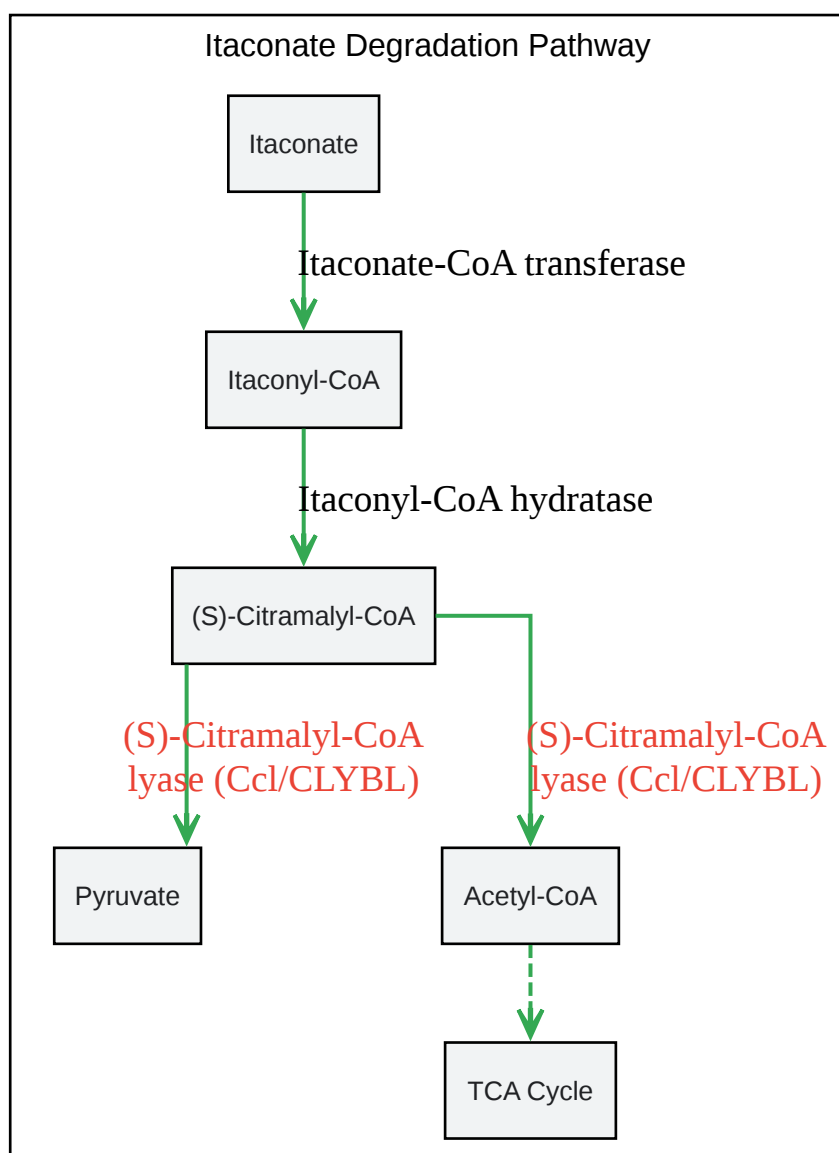 Itaconate Degradation Pathway
Itaconate
Itaconate-CoA transferase
Itaconyl-CoA
Itaconyl-CoA hydratase
(S)-Citramalyl-CoA
(S)-Citramalyl-CoA
lyase (Ccl/CLYBL)
(S)-Citramalyl-CoA
lyase (Ccl/CLYBL)
Pyruvate
Acetyl-CoA
TCA Cycle